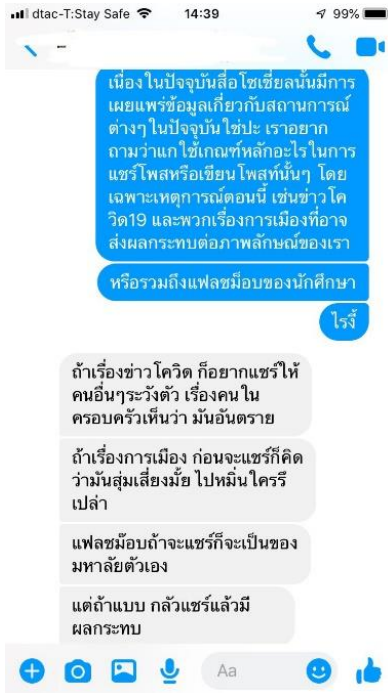 dtac-T:Stay Safe 14:39 99%
เนื่องในปัจจุบันสื่อโซเชียลนั้นมีการ
เผยแพร่ข้อมูลเกี่ยวกับสถานการณ์
ต่างๆในปัจจุบัน ใช่ปะ เราอยาก
ถามว่าแกใช้เกณฑ์หลักอะไรในการ
แชร์โพสหรือเขียนโพสท์นั้นๆ โดย
เฉพาะเหตุการณ์ตอนนี้ เช่นข่าวโค
วิด19 และพวกเรื่องการเมืองที่อาจ
ส่งผลกระทบต่อภาพลักษณ์ของเรา
หรือรวมถึงแฟลชม็อบของนักศึกษา
ไรงี้
ถ้าเรื่องข่าวโควิด ก็อยากแชร์ให้
คนอื่นๆระวังตัว เรื่องคนใน
ครอบครัวเห็นว่า มันอันตราย
ถ้าเรื่องการเมือง ก่อนจะแชร์ก็คิด
ว่ามันสุ่มเสี่ยงมั้ย ไปหมิ่นใครรึ
เปล่า
แฟลชม๊อบถ้าจะแชร์ก็จะเป็นของ
มหาลัยตัวเอง
แต่ถ้าแบบ กลัวแชร์แล้วมี
ผลกระทบ
Aa